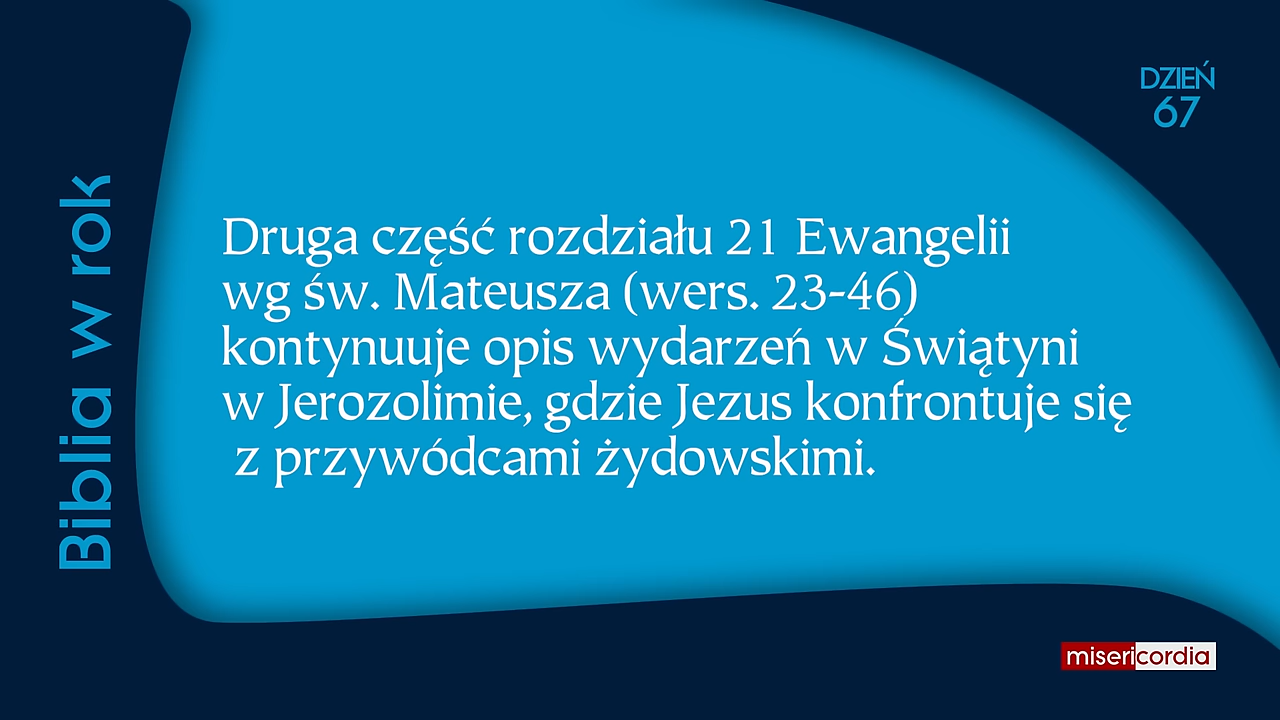 DZIEŃ
67
Biblia w rok
Druga część rozdziału 21 Ewangelii
wg św. Mateusza (wers. 23-46)
kontynuuje opis wydarzeń w Świątyni
w Jerozolimie, gdzie Jezus konfrontuje się
z przywódcami żydowskimi.
misericordia